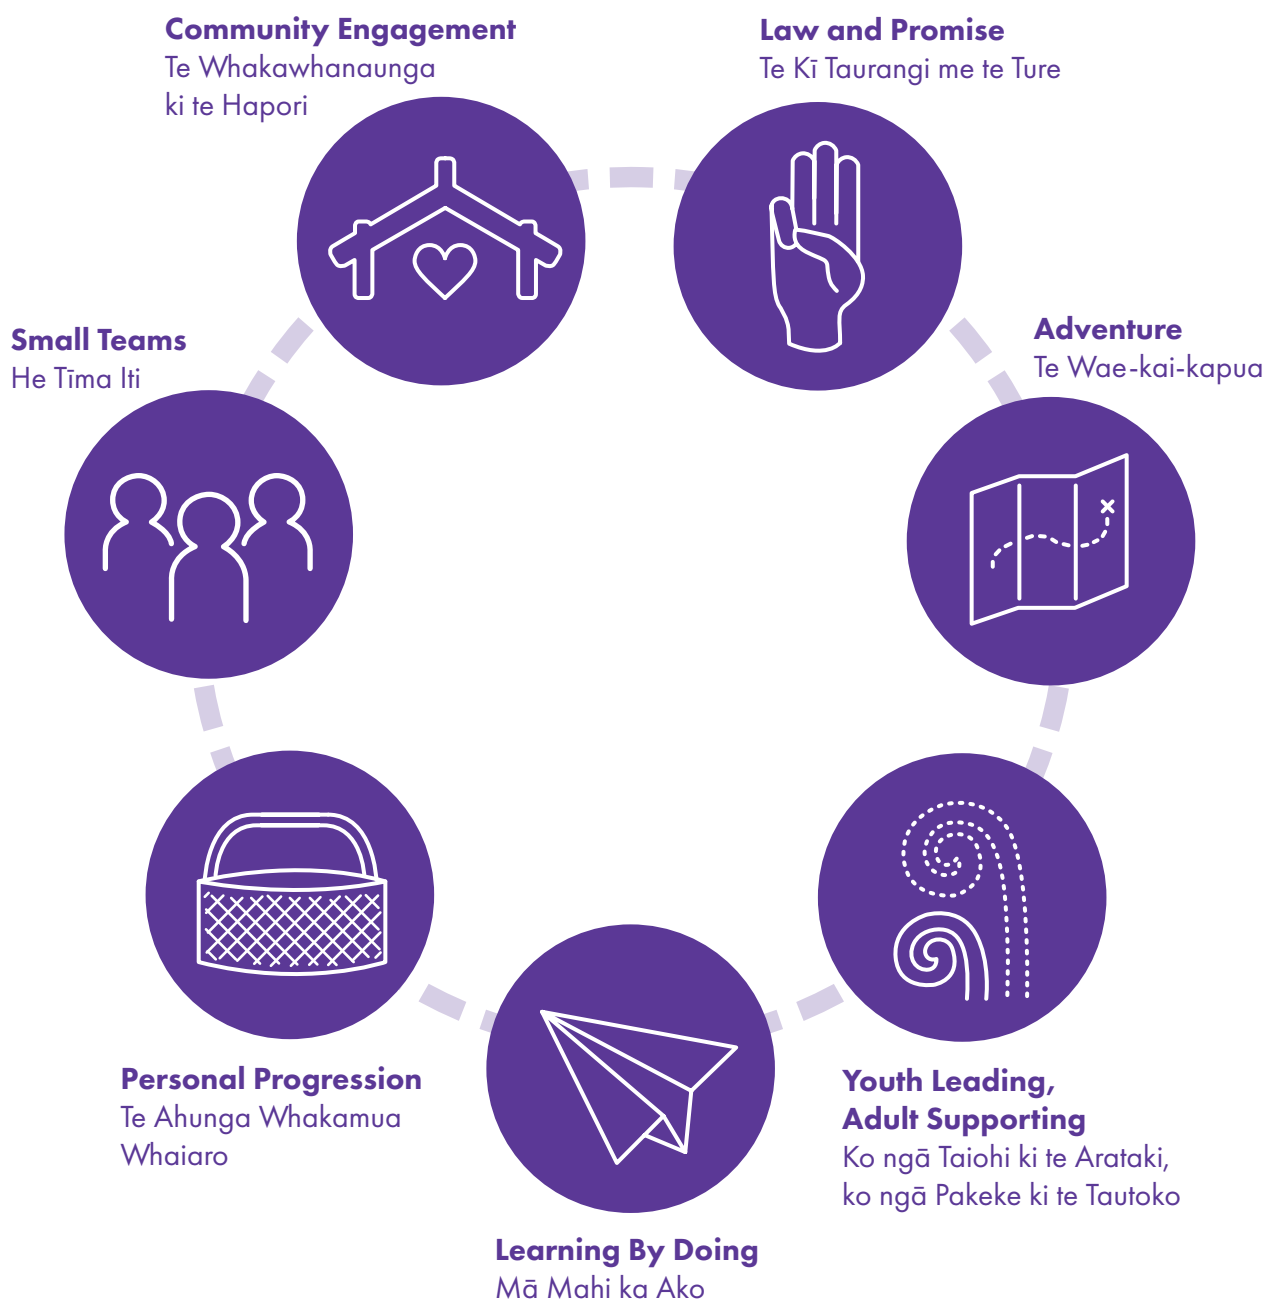 Community Engagement
Te Whakawhanaunga
ki te Hapori
Law and Promise
Te Kī Taurangi me te Ture
Small Teams
He Tīma Iti
Adventure
Te Wae-kai-kapua
Personal Progression
Te Ahunga Whakamua
Whaiaro
Youth Leading,
Adult Supporting
Ko ngā Taiohi ki te Arataki,
ko ngā Pakeke ki te Tautoko
Learning By Doing
Mā Mahi ka Ako